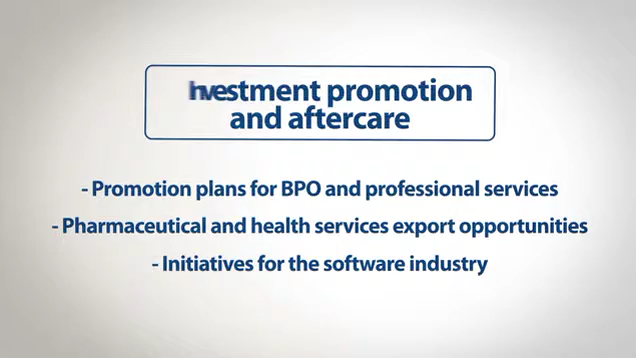 Investment promotion
and aftercare
- Promotion plans for BPO and professional services
- Pharmaceutical and health services export opportunities
- Initiatives for the software industry